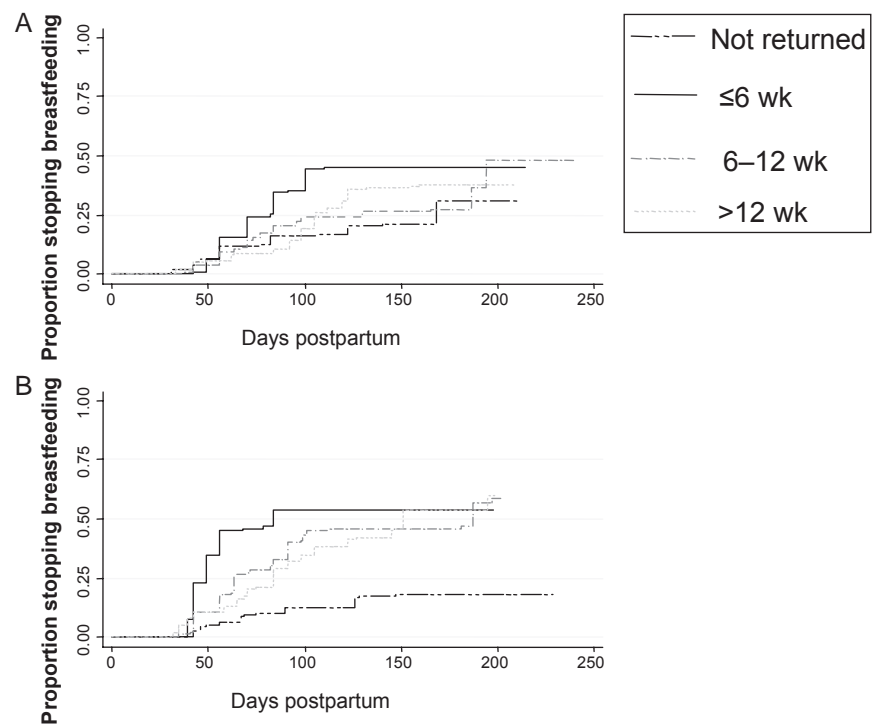 A
Proportion stopping breastfeeding
1.00
0.75
0.50
0.25
0.00
0 50 100 150 200 250
Days postpartum
Not returned
≤6 wk
6–12 wk
>12 wk
B
Proportion stopping breastfeeding
1.00
0.75
0.50
0.25
0.00
0 50 100 150 200 250
Days postpartum